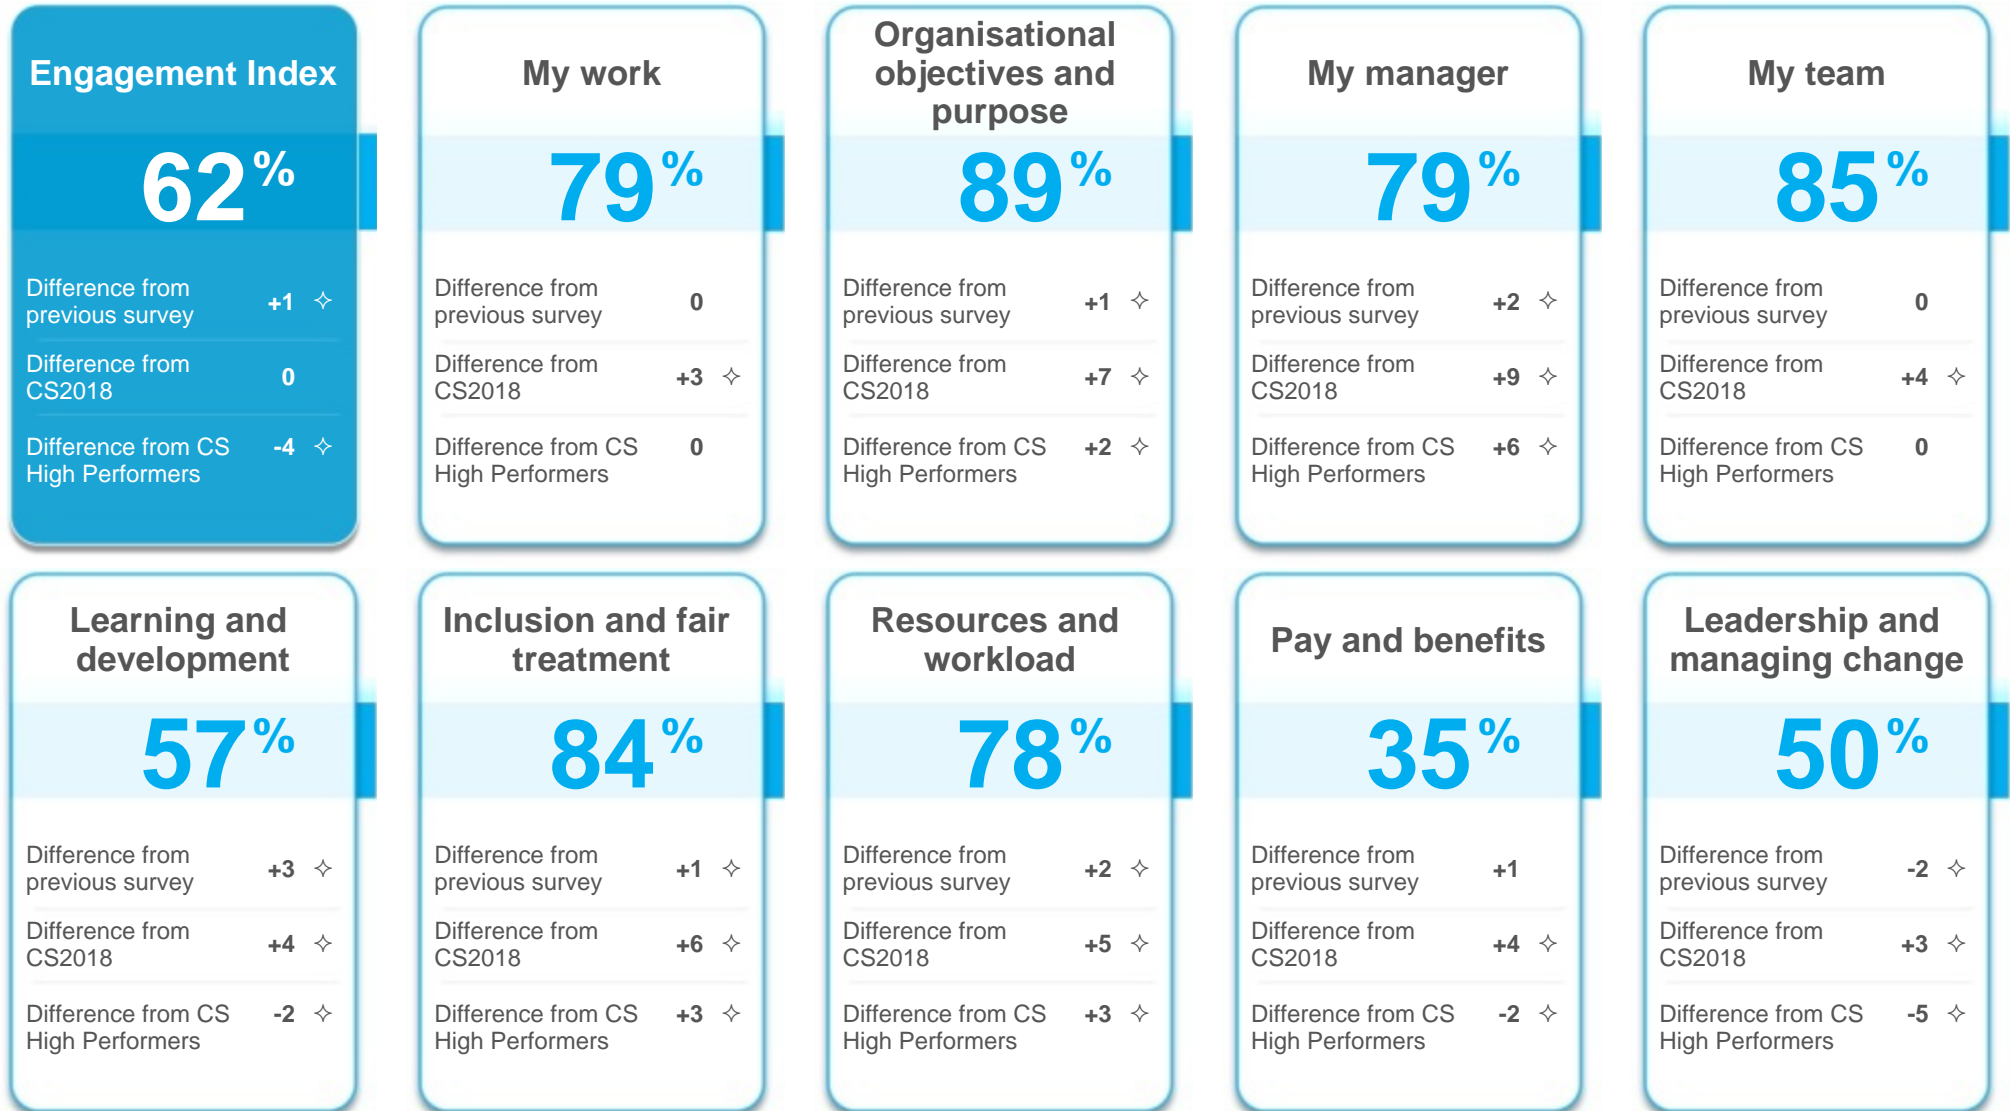 Engagement Index
62%
Difference from
previous survey
+1 ✧
Difference from
CS2018
0
Difference from CS
High Performers
-4 ✧
My work
79%
Difference from
previous survey
0
Difference from
CS2018
+3 ✧
Difference from CS
High Performers
0
Organisational
objectives and
purpose
89%
Difference from
previous survey
+1 ✧
Difference from
CS2018
+7 ✧
Difference from CS
High Performers
+2 ✧
My manager
79%
Difference from
previous survey
+2 ✧
Difference from
CS2018
+9 ✧
Difference from CS
High Performers
+6 ✧
My team
85%
Difference from
previous survey
0
Difference from
CS2018
+4 ✧
Difference from CS
High Performers
0
Learning and
development
57%
Difference from
previous survey
+3 ✧
Difference from
CS2018
+4 ✧
Difference from CS
High Performers
-2 ✧
Inclusion and fair
treatment
84%
Difference from
previous survey
+1 ✧
Difference from
CS2018
+6 ✧
Difference from CS
High Performers
+3 ✧
Resources and
workload
78%
Difference from
previous survey
+2 ✧
Difference from
CS2018
+5 ✧
Difference from CS
High Performers
+3 ✧
Pay and benefits
35%
Difference from
previous survey
+1
Difference from
CS2018
+4 ✧
Difference from CS
High Performers
-2 ✧
Leadership and
managing change
50%
Difference from
previous survey
-2 ✧
Difference from
CS2018
+3 ✧
Difference from CS
High Performers
-5 ✧